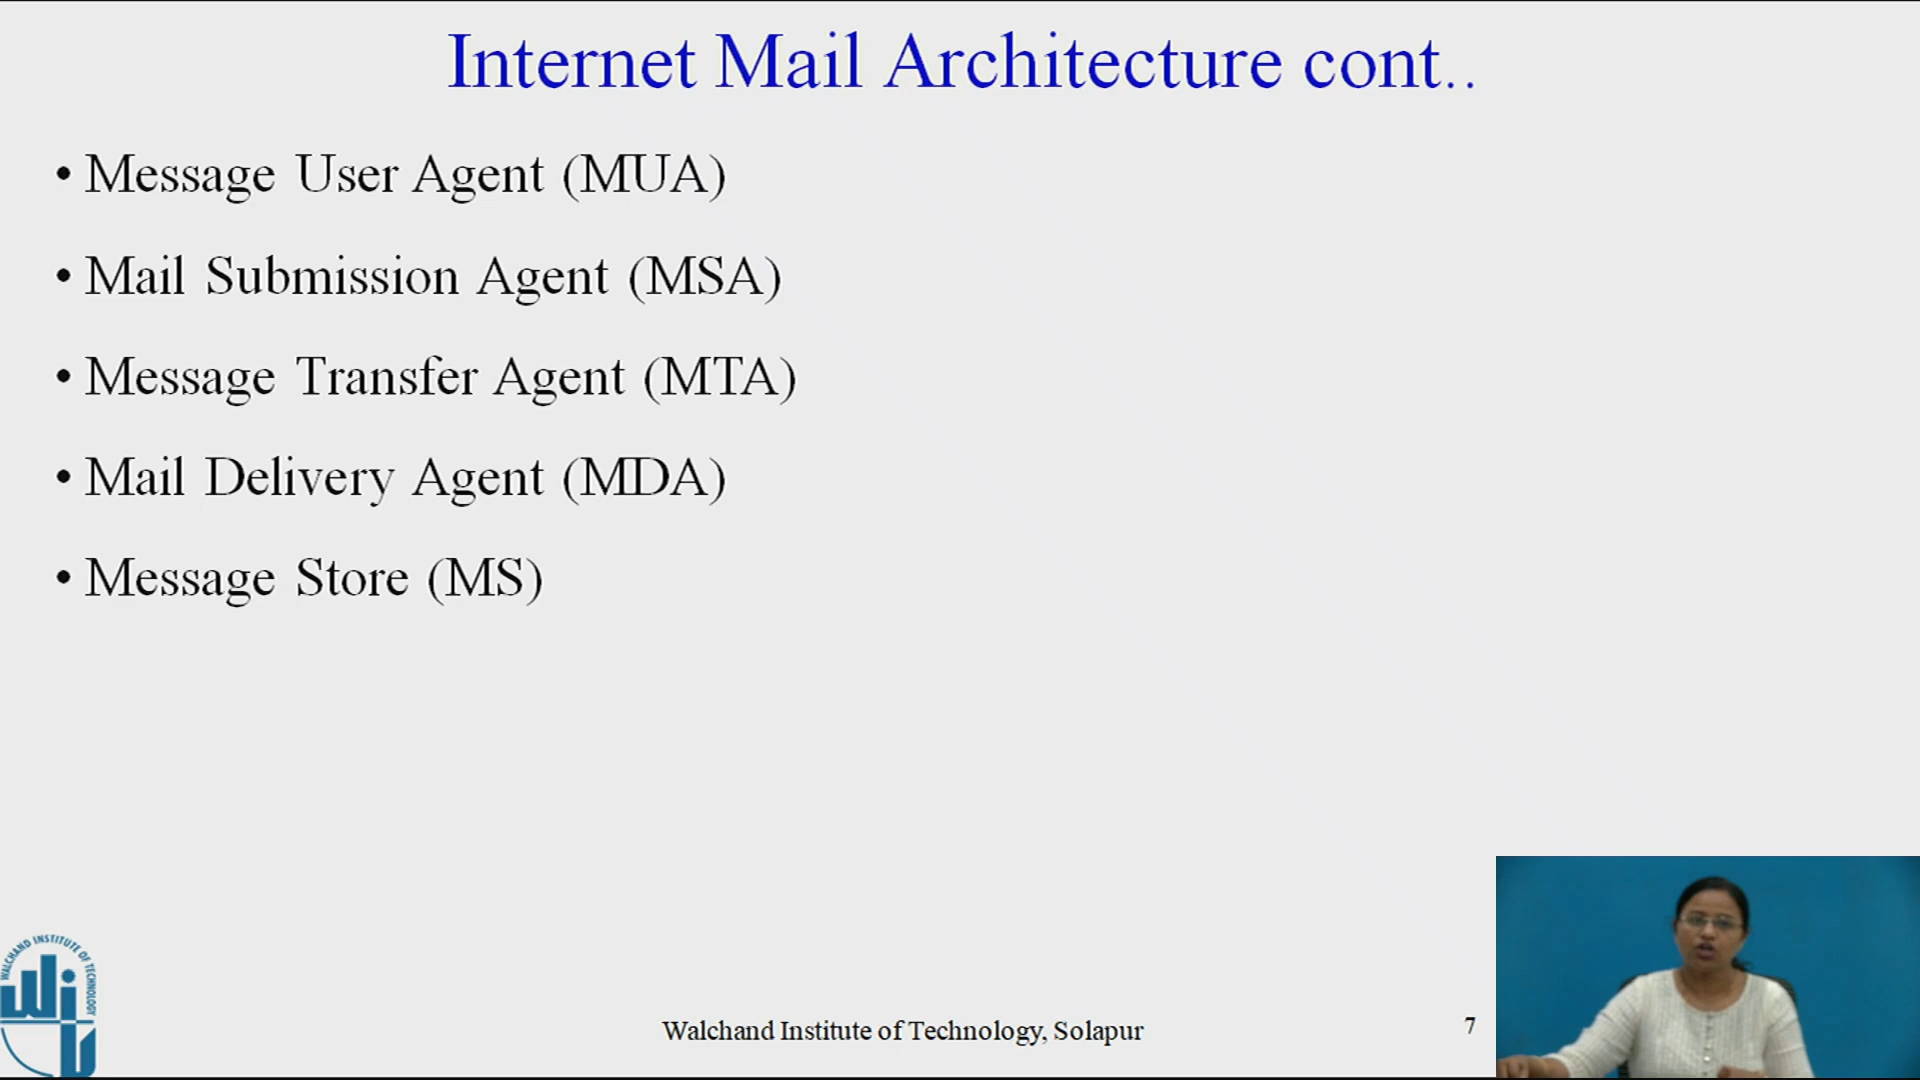 Internet Mail Architecture cont..
• Message User Agent (MUA)
• Mail Submission Agent (MSA)
• Message Transfer Agent (MTA)
• Mail Delivery Agent (MDA)
• Message Store (MS)
WALCHAND INSTITUTE OF TECHNOLOGY
wit
Walchand Institute of Technology, Solapur
7